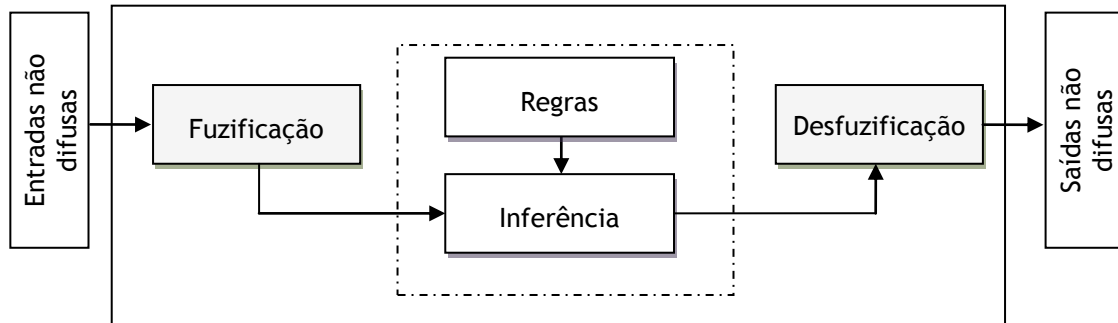 Entradas não
difusas
Fuzificação
Regras
Inferência
Desfuzificação
Saídas não
difusas